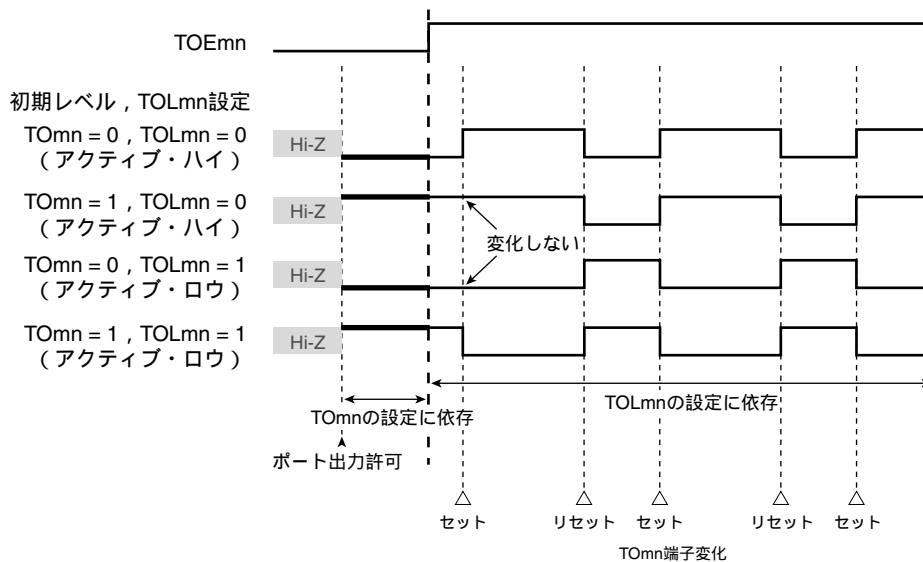 TOEmn
初期レベル , TOLmn設定
TOmn = 0 , TOLmn = 0
( アクティブ・ハイ )
Hi-Z
TOmn = 1 , TOLmn = 0
( アクティブ・ハイ )
Hi-Z
変化しない
TOmn = 0 , TOLmn = 1
( アクティブ・ロウ )
Hi-Z
TOmn = 1 , TOLmn = 1
( アクティブ・ロウ )
Hi-Z
TOmnの設定に依存
TOLmnの設定に依存
ポート出力許可
セット リセット セット リセット セット
TOmn端子変化